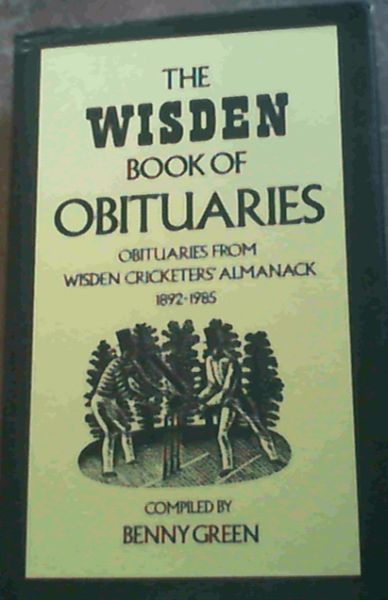 THE
WISDEN
BOOK OF
OBITUARIES
OBITUARIES FROM
WISDEN CRICKETERS' ALMANACK
1892-1985
COMPILED BY
BENNY GREEN